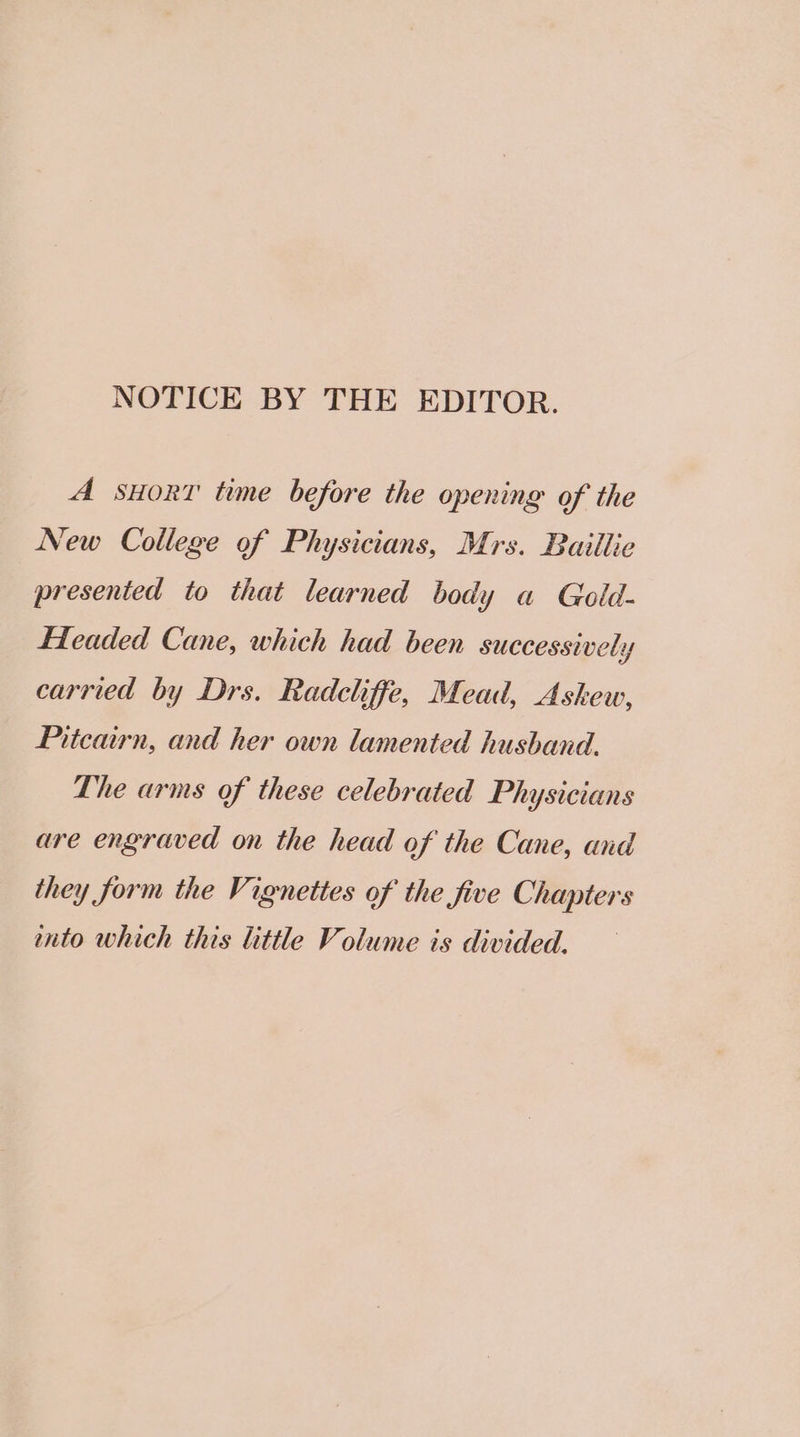 NOTICE BY THE EDITOR.
A SHORT time before the opening of the
New College of Physicians, Mrs. Baillie
presented to that learned body a Gold-
Headed Cane, which had been successively
carried by Drs. Radcliffe, Mead, Askew,
Pitcairn, and her own lamented husband.
The arms of these celebrated Physicians
are engraved on the head of the Cane, and
they form the Vignettes of the five Chapters
into which this little Volume is divided.